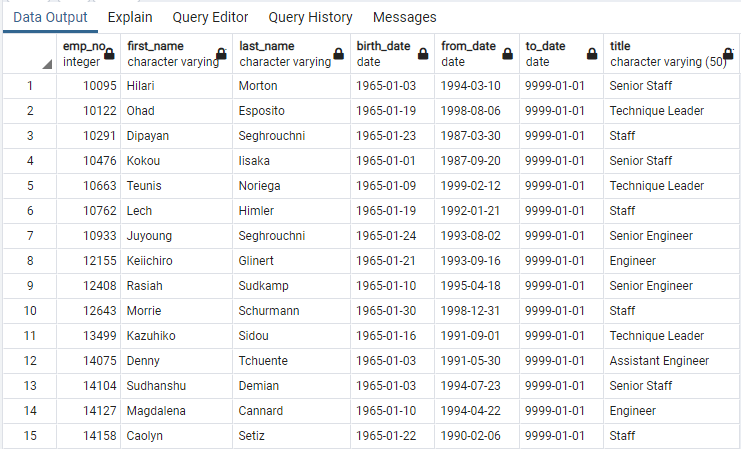 Data Output Explain Query Editor Query History Messages
emp_no first_name last_name birth_date from_date to_date title
integer character varying character varying date date date character varying (50)
1 10095 Hilari Morton 1965-01-03 1994-03-10 9999-01-01 Senior Staff
2 10122 Ohad Esposito 1965-01-19 1998-08-06 9999-01-01 Technique Leader
3 10291 Dipayan Seghrouchni 1965-01-23 1987-03-30 9999-01-01 Staff
4 10476 Kokou Iisaka 1965-01-01 1987-09-20 9999-01-01 Senior Staff
5 10663 Teunis Noriega 1965-01-09 1999-02-12 9999-01-01 Technique Leader
6 10762 Lech Himler 1965-01-19 1992-01-21 9999-01-01 Staff
7 10933 Juyoung Seghrouchni 1965-01-24 1993-08-02 9999-01-01 Senior Engineer
8 12155 Keiichiro Glinert 1965-01-21 1993-09-16 9999-01-01 Engineer
9 12408 Rasiah Sudkamp 1965-01-10 1995-04-18 9999-01-01 Senior Engineer
10 12643 Morrie Schurmann 1965-01-30 1998-12-31 9999-01-01 Staff
11 13499 Kazuhiko Sidou 1965-01-16 1991-09-01 9999-01-01 Technique Leader
12 14075 Denny Tchuente 1965-01-03 1991-05-30 9999-01-01 Assistant Engineer
13 14104 Sudhanshu Demian 1965-01-03 1994-07-23 9999-01-01 Senior Staff
14 14127 Magdalena Cannard 1965-01-10 1994-04-22 9999-01-01 Engineer
15 14158 Caolyn Setiz 1965-01-22 1990-02-06 9999-01-01 Staff